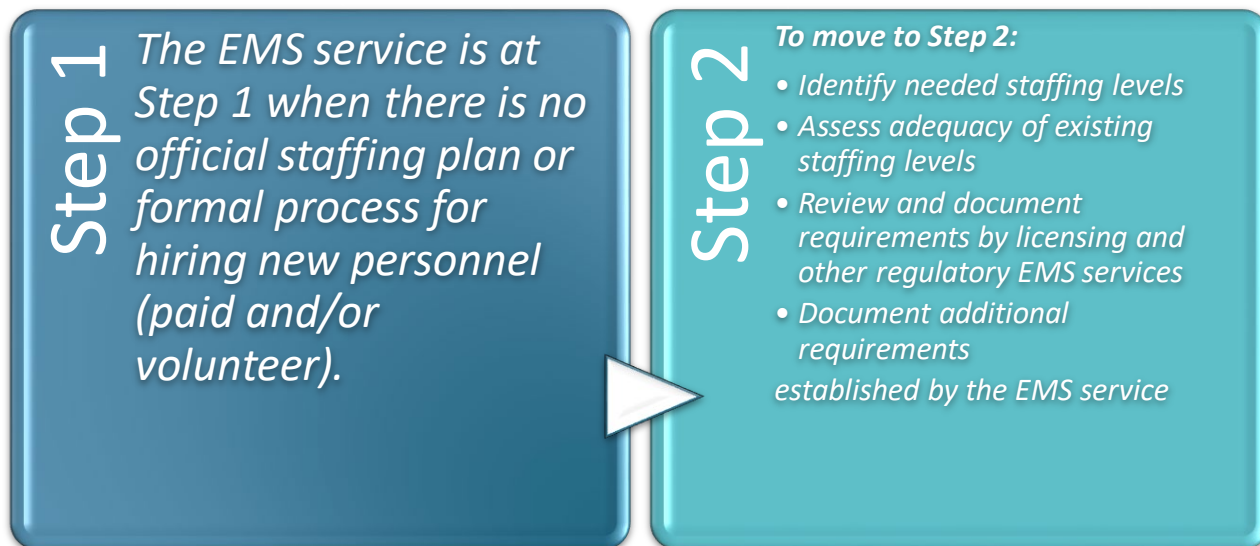 Step 1
The EMS service is at
Step 1 when there is no
official staffing plan or
formal process for
hiring new personnel
(paid and/or
volunteer).
Step 2
To move to Step 2:
• Identify needed staffing levels
• Assess adequacy of existing
staffing levels
• Review and document
requirements by licensing and
other regulatory EMS services
• Document additional
requirements
established by the EMS service